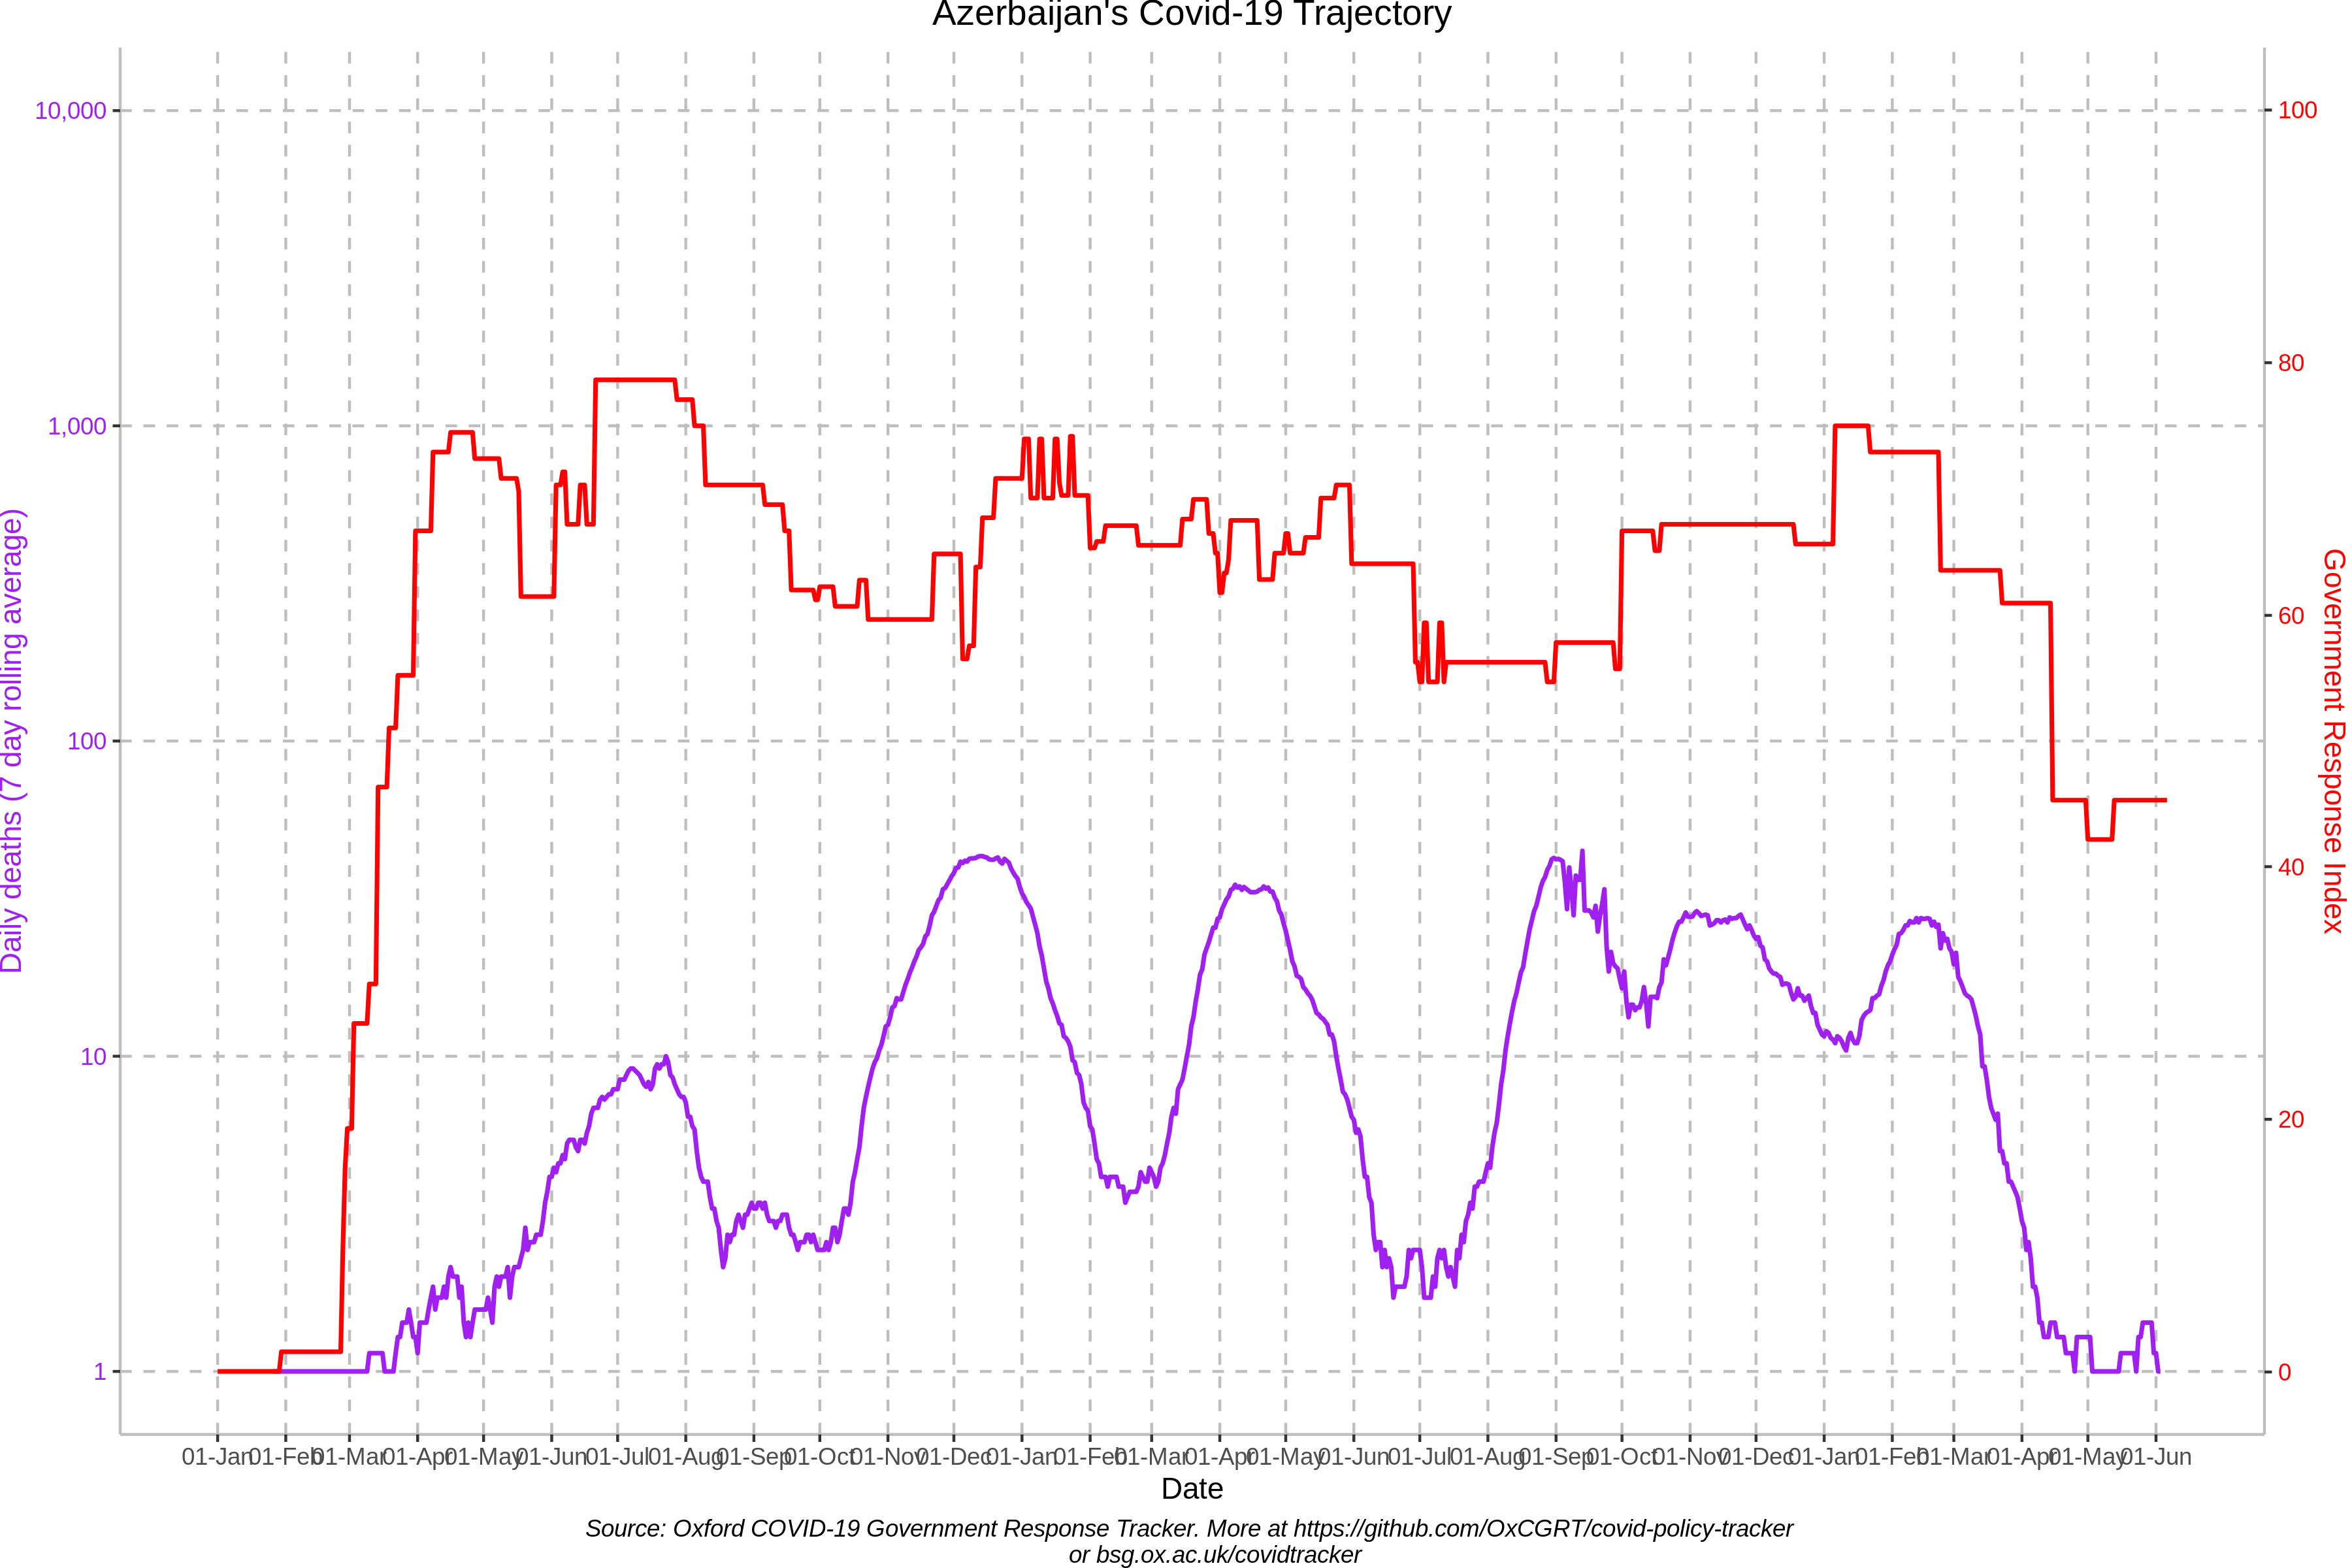 Azerbaijan's Covid-19 Trajectory
Daily deaths (7 day rolling average)
10,000
1,000
100
10
1
100
80
60
40
20
0
Government Response Index
01-Jan 01-Feb 01-Mar 01-Apr 01-May 01-Jun 01-Jul 01-Aug 01-Sep 01-Oct 01-Nov 01-Dec 01-Jan 01-Feb 01-Mar 01-Apr 01-May 01-Jun 01-Jul 01-Aug 01-Sep 01-Oct 01-Nov 01-Dec 01-Jan 01-Feb 01-Mar 01-Apr 01-May 01-Jun
Date
Source: Oxford COVID-19 Government Response Tracker. More at https://github.com/OxCGRT/covid-policy-tracker
or bsg.ox.ac.uk/covidtracker